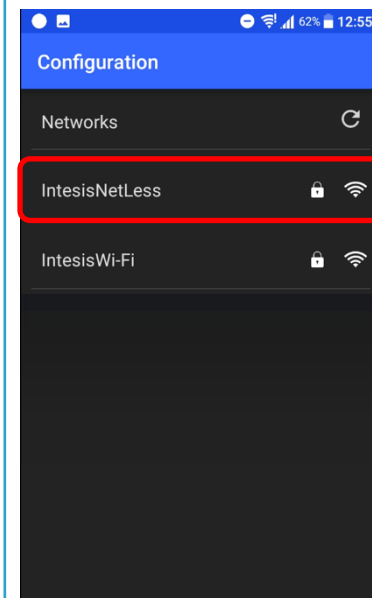 62% 12:55
Configuration
Networks
IntesisNetLess
IntesisWi-Fi